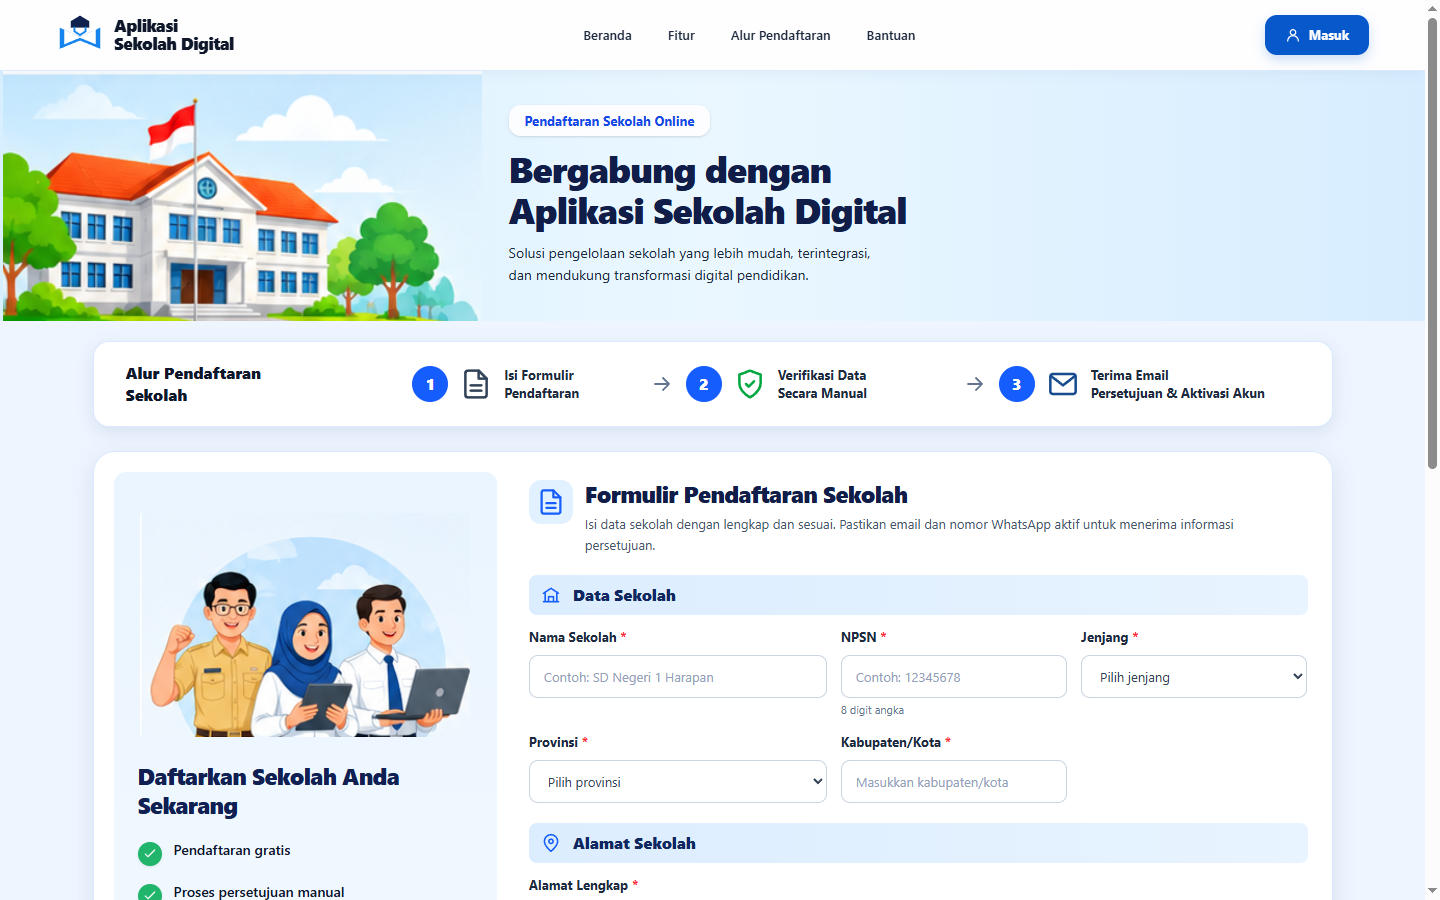 Aplikasi
Sekolah Digital
Beranda
Fitur
Alur Pendaftaran
Bantuan
Masuk
Pendaftaran Sekolah Online
Bergabung dengan
Aplikasi Sekolah Digital
Solusi pengelolaan sekolah yang lebih mudah, terintegrasi,
dan mendukung transformasi digital pendidikan.
Alur Pendaftaran
Sekolah
1
Isi Formulir
Pendaftaran
2
Verifikasi Data
Secara Manual
3
Terima Email
Persetujuan & Aktivasi Akun
Daftarkan Sekolah Anda
Sekarang
Pendaftaran gratis
Proses persetujuan manual
Formulir Pendaftaran Sekolah
Isi data sekolah dengan lengkap dan sesuai. Pastikan email dan nomor WhatsApp aktif untuk menerima informasi
persetujuan.
Data Sekolah
Nama Sekolah *
Contoh: SD Negeri 1 Harapan
NPSN *
Contoh: 12345678
8 digit angka
Jenjang *
Pilih jenjang
Provinsi *
Pilih provinsi
Kabupaten/Kota *
Masukkan kabupaten/kota
Alamat Sekolah
Alamat Lengkap *